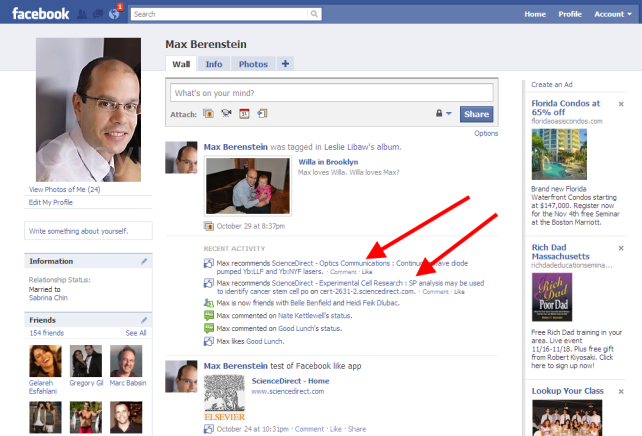 facebook
1
Search
Home Profile Account
Max Berenstein
Wall Info Photos +
What's on your mind?
Attach:
31
Share
Options
View Photos of Me (24)
Edit My Profile
Write something about yourself.
Information
Relationship Status:
Married to
Sabrina Chin
Friends
154 friends See All
Gelareh Esfahlani
Gregory Gil
Marc Babsin
Max Berenstein was tagged in Leslie Libaw's album.
Willa in Brooklyn
Max loves Willa. Willa loves Max?
October 29 at 8:37pm
RECENT ACTIVITY
Max recommends ScienceDirect - Optics Communications : Continuous wave diode
pumped Yb:LLF and Yb:NYF lasers. · Comment · Like
Max recommends ScienceDirect - Experimental Cell Research : SP analysis may be used
to identify cancer stem cell po on cert-2631-2.sciencedirect.com. · Comment · Like
Max is now friends with Belle Benfield and Heidi Feik Dlubac.
Max commented on Nate Kettlewell's status.
Max commented on Good Lunch's status.
Max likes Good Lunch.
Max Berenstein test of Facebook like app
ScienceDirect - Home
www.sciencedirect.com
ELSEVIER
October 24 at 10:31pm · Comment · Like · Share
Create an Ad
Florida Condos at
65% off
floridaoasecondos.com
Brand new Florida
Waterfront Condos starting
at $147,000. Register now
for the Nov 4th free Seminar
at the Boston Marriott.
Rich Dad
Massachusetts
richdadeducationsemina...
Rich Dad
Poor Dad
Free Rich Dad training in your
area. Live event
11/16-11/18. Plus free gift
from Robert Kiyosaki. Click
here to sign up now!
Lookup Your Class